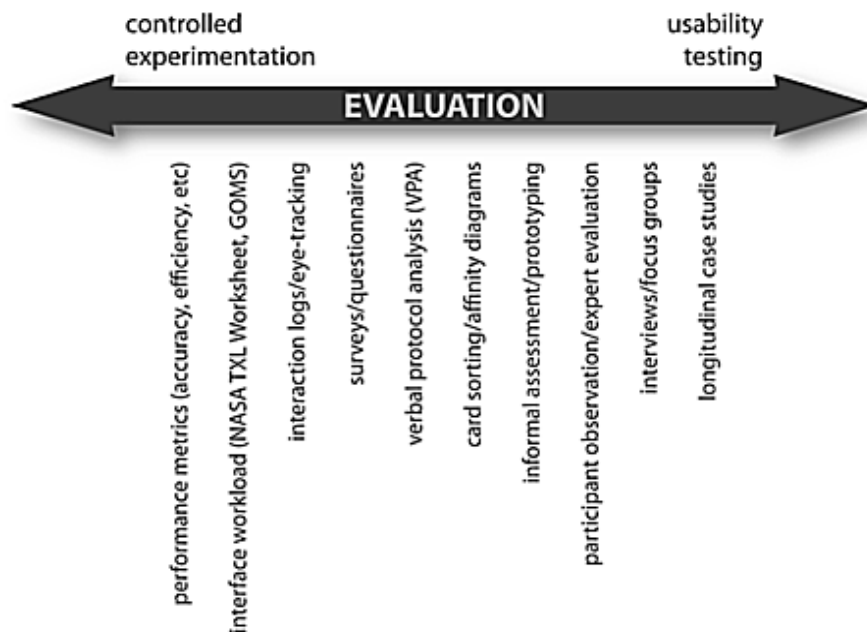 controlled
experimentation
usability
testing
EVALUATION
performance metrics (accuracy, efficiency, etc)
interface workload (NASA TXL Worksheet, GOMS)
interaction logs/eye-tracking
surveys/questionnaires
verbal protocol analysis (VPA)
card sorting/affinity diagrams
informal assessment/prototyping
participant observation/expert evaluation
interviews/focus groups
longitudinal case studies